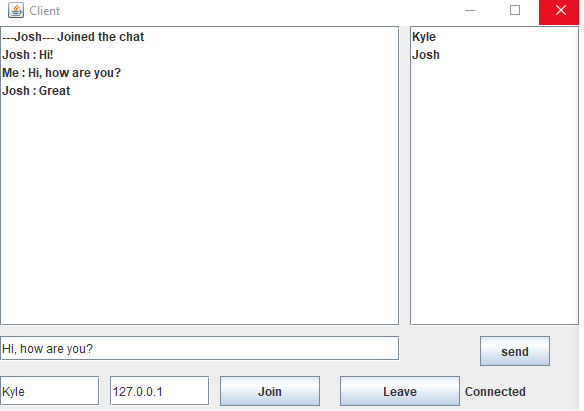 Client
---Josh--- Joined the chat
Josh : Hi!
Me : Hi, how are you?
Josh : Great
Kyle
Josh
Hi, how are you?
send
Kyle
127.0.0.1
Join
Leave
Connected